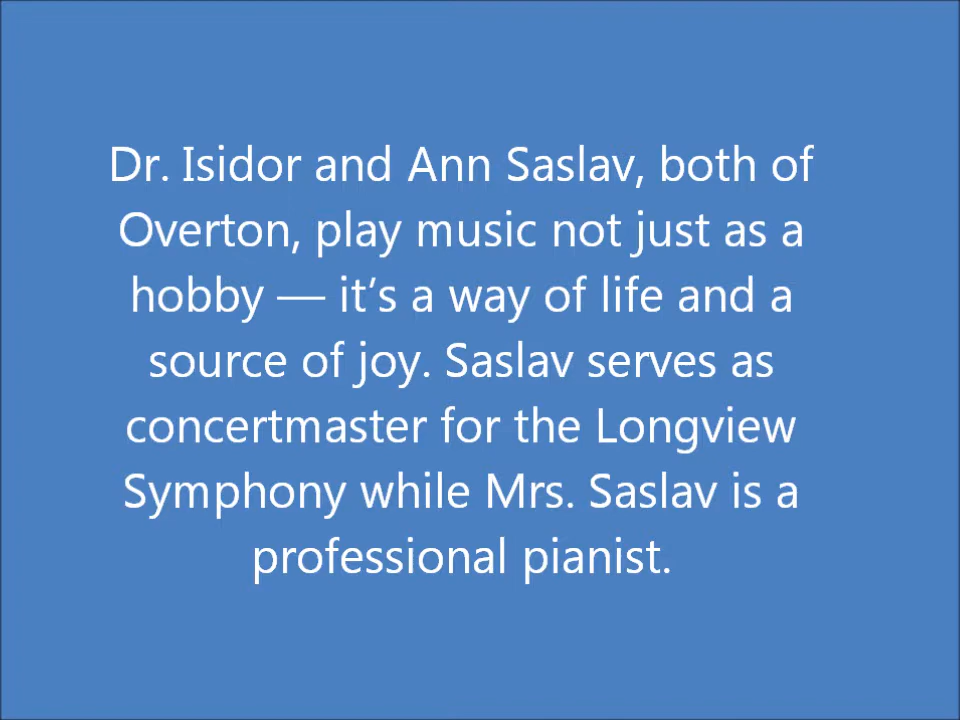 Dr. Isidor and Ann Saslav, both of
Overton, play music not just as a
hobby — it’s a way of life and a
source of joy. Saslav serves as
concertmaster for the Longview
Symphony while Mrs. Saslav is a
professional pianist.